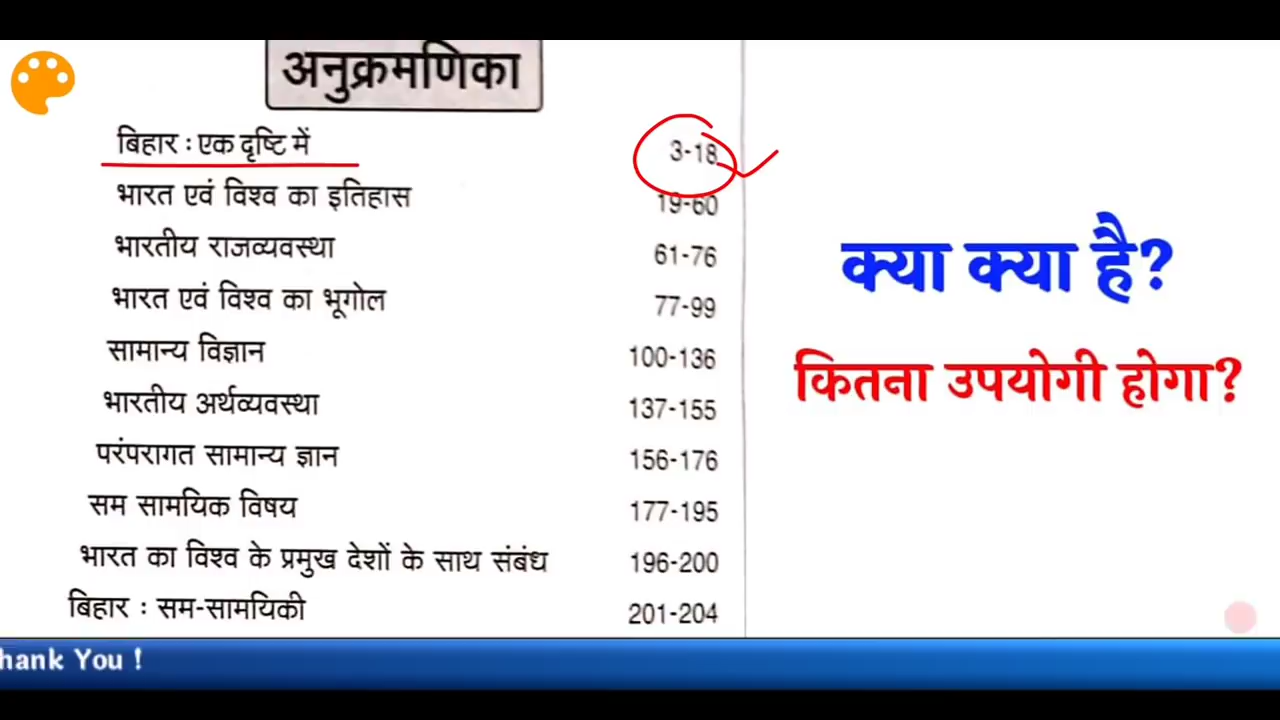 अनुक्रमणिका
बिहार : एक दृष्टि में 3-18
भारत एवं विश्व का इतिहास 19-60
भारतीय राजव्यवस्था 61-76
भारत एवं विश्व का भूगोल 77-99
सामान्य विज्ञान 100-136
भारतीय अर्थव्यवस्था 137-155
परंपरागत सामान्य ज्ञान 156-176
सम सामयिक विषय 177-195
भारत का विश्व के प्रमुख देशों के साथ संबंध 196-200
बिहार : सम-सामयिकी 201-204
क्या क्या है?
कितना उपयोगी होगा?
hank You !